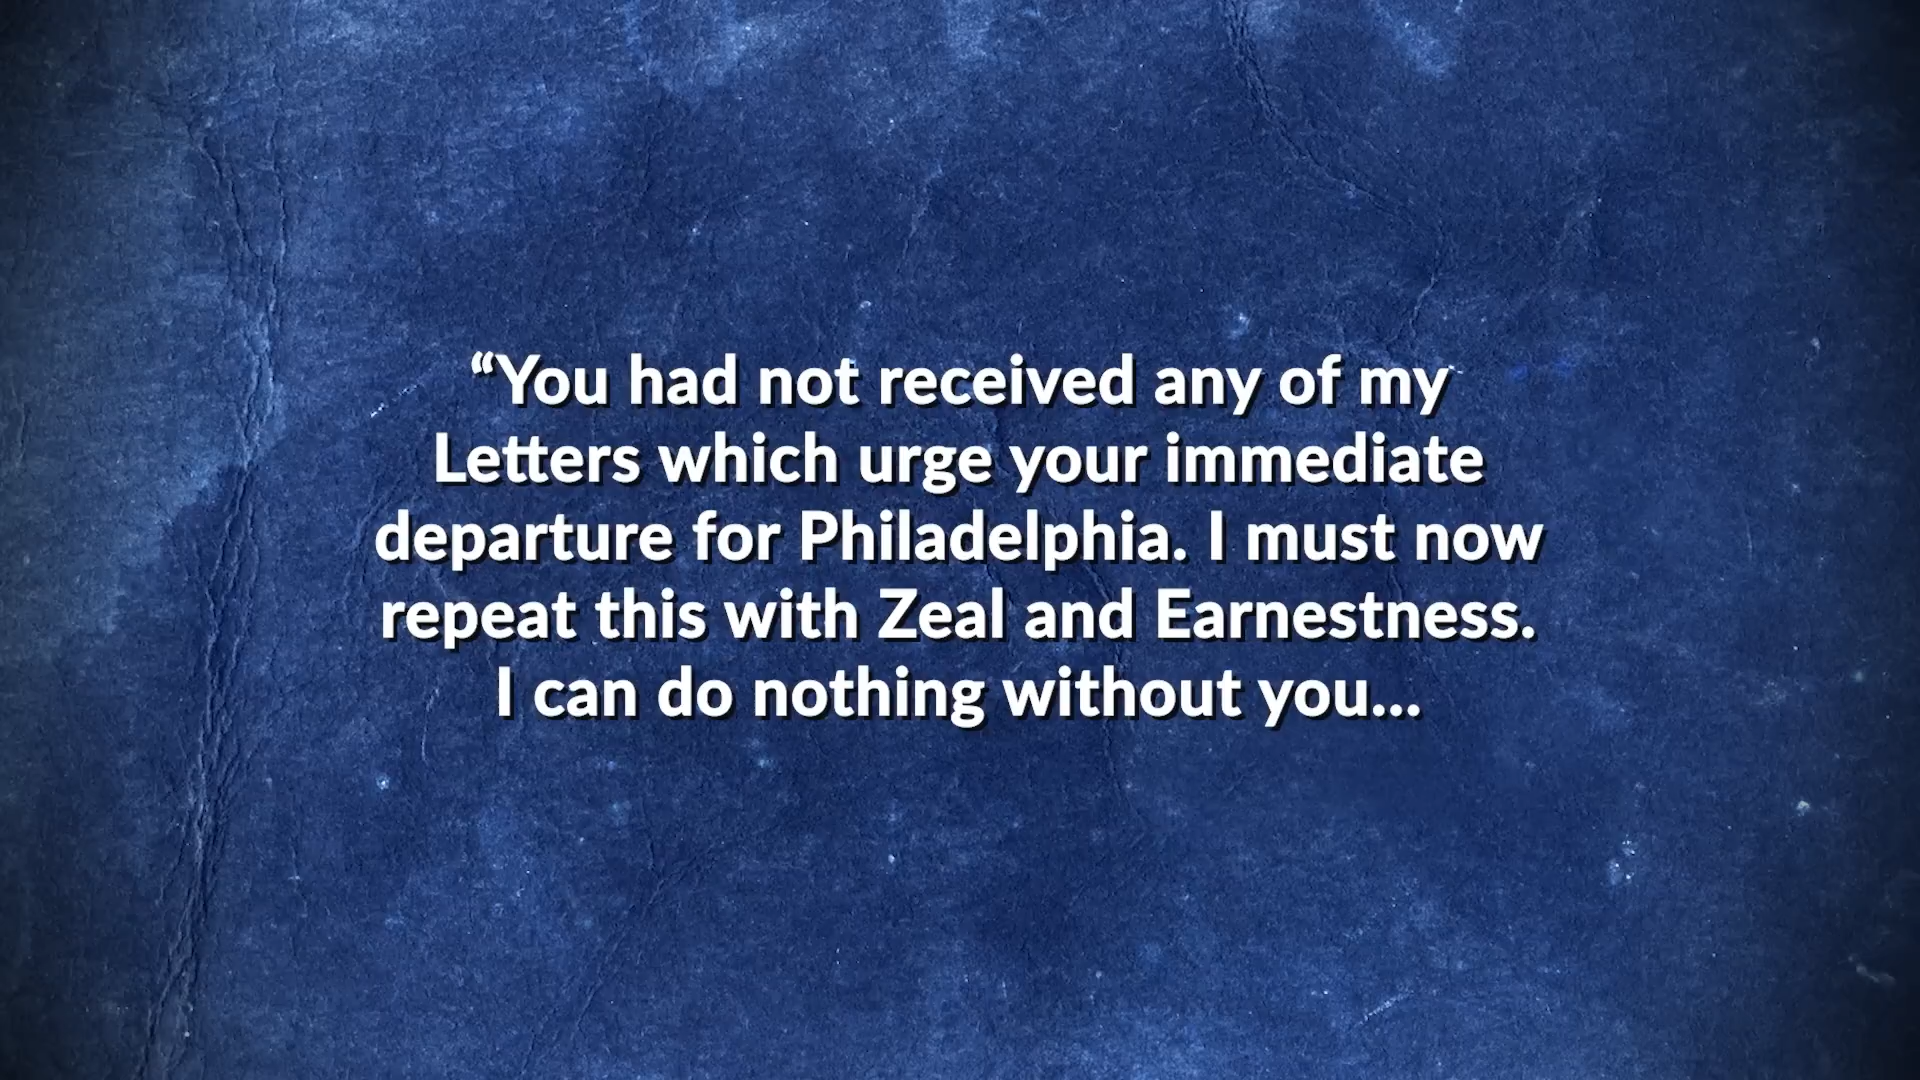 “You had not received any of my
Letters which urge your immediate
departure for Philadelphia. I must now
repeat this with Zeal and Earnestness.
I can do nothing without you...